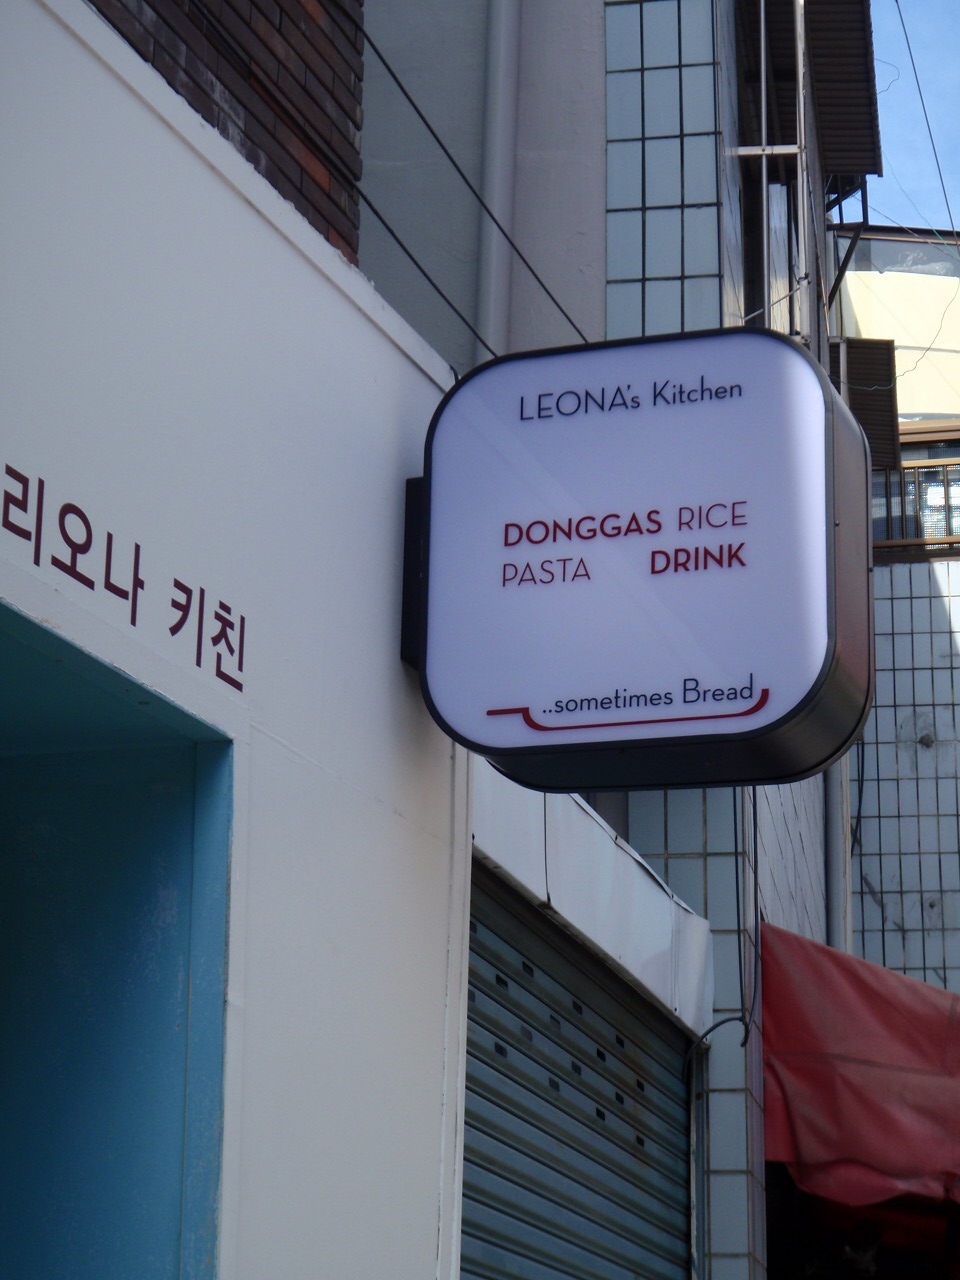 리오나 키친
LEONA's Kitchen
DONGGAS RICE
PASTA DRINK
..sometimes Bread